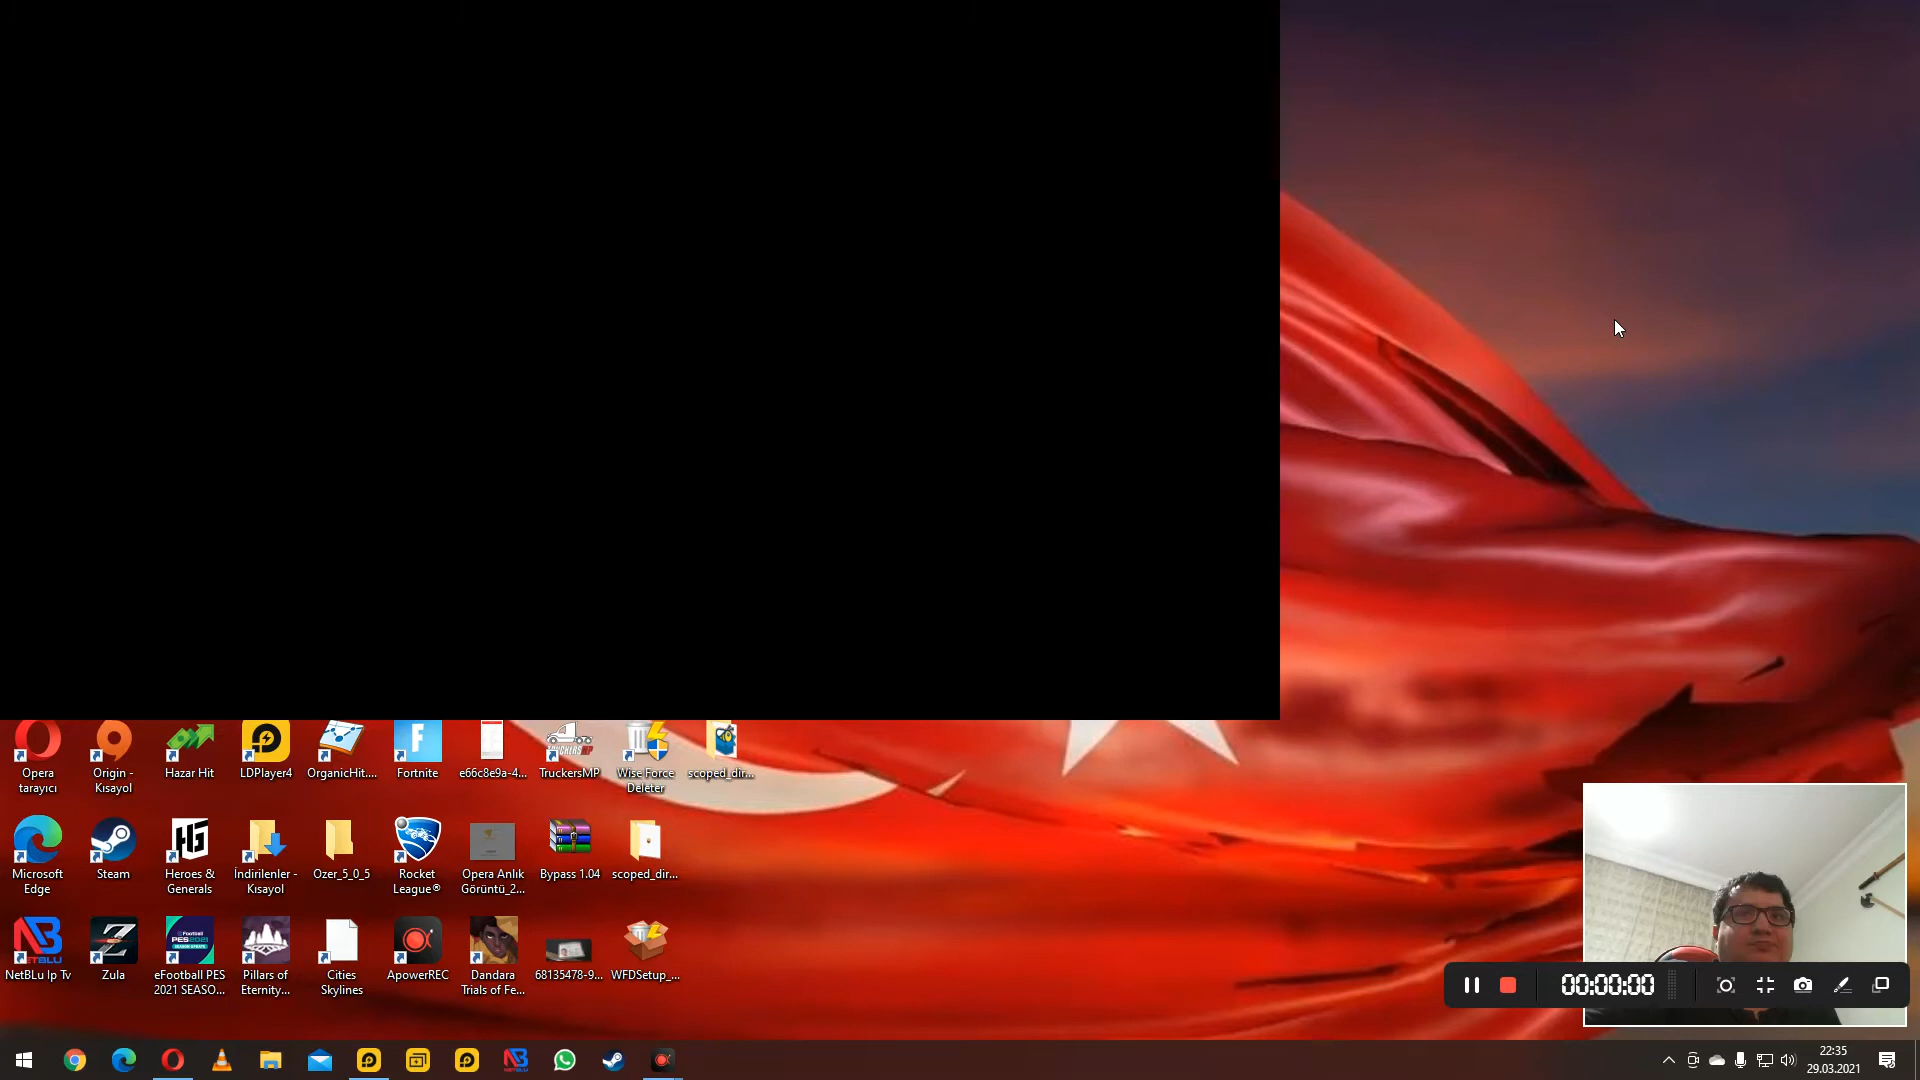 Opera
tarayıcı
Origin -
Kısayol
Hazar Hit
LDPlayer4
OrganicHit....
Fortnite
e66c8e9a-4...
TruckersMP
Wise Force
Deleter
scoped_dir...
Microsoft
Edge
Steam
Heroes &
Generals
İndirilenler -
Kısayol
Ozer_5_0_5
Rocket
League®
Opera Anlık
Görüntü_2...
Bypass 1.04
scoped_dir...
NetBLu Ip Tv
Zula
eFootball PES
2021 SEASO...
Pillars of
Eternity...
Cities
Skylines
ApowerREC
Dandara
Trials of Fe...
68135478-9...
WFDSetup_...
00:00:00
22:35
29.03.2021